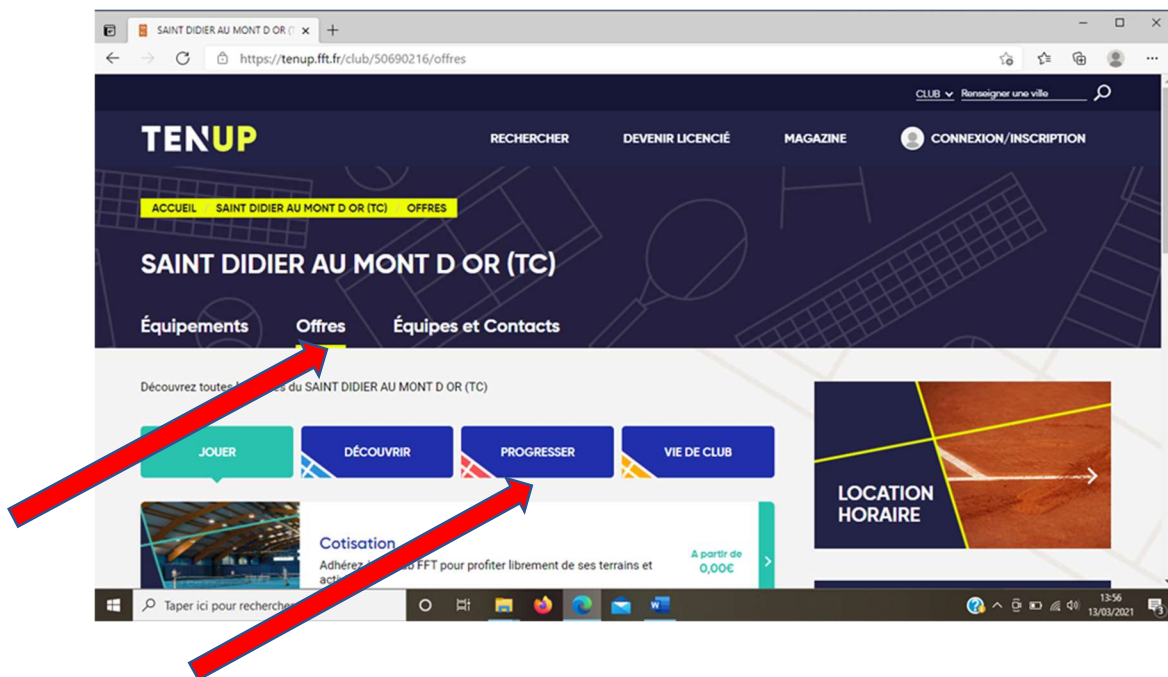 SAINT DIDIER AU MONT D OR (
https://tenup.fft.fr/club/50690216/offres
CLUB Renseigner une ville
TENUP RECHERCHER DEVENIR LICENCIÉ MAGAZINE CONNEXION/INSCRIPTION
ACCUEIL / SAINT DIDIER AU MONT D OR (TC) / OFFRES
SAINT DIDIER AU MONT D OR (TC)
Équipements Offres Équipes et Contacts
Découvrez toutes du SAINT DIDIER AU MONT D OR (TC)
JOUER DÉCOUVRIR PROGRESSER VIE DE CLUB
LOCATION
HORAIRE
Cotisation
Adhérez FFT pour profiter librement de ses terrains et
A partir de
0,00€
Taper ici pour rechercher
13:56
13/03/2021
3